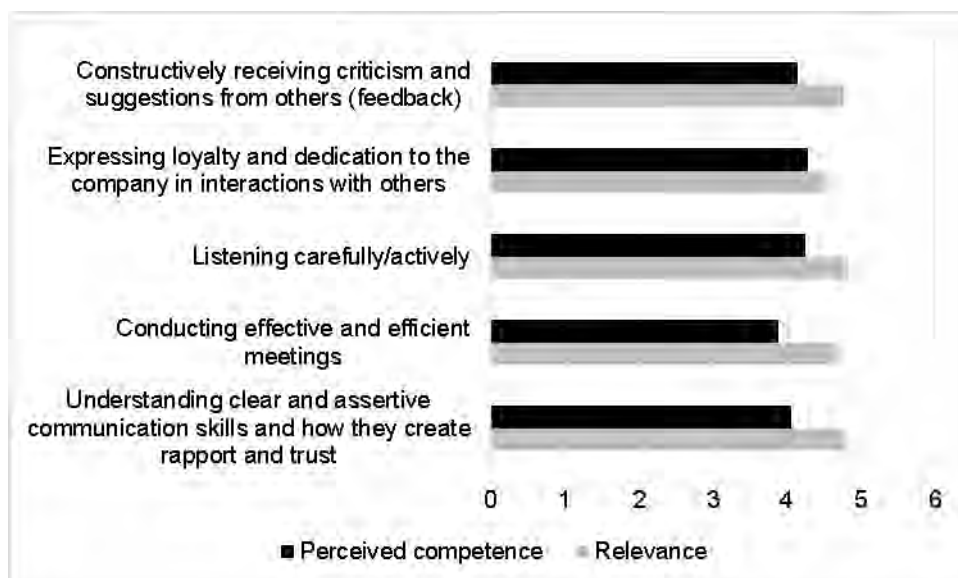 Constructively receiving criticism and
suggestions from others (feedback)
Expressing loyalty and dedication to the
company in interactions with others
Listening carefully/actively
Conducting effective and efficient
meetings
Understanding clear and assertive
communication skills and how they create
rapport and trust
0 1 2 3 4 5 6
Perceived competence Relevance